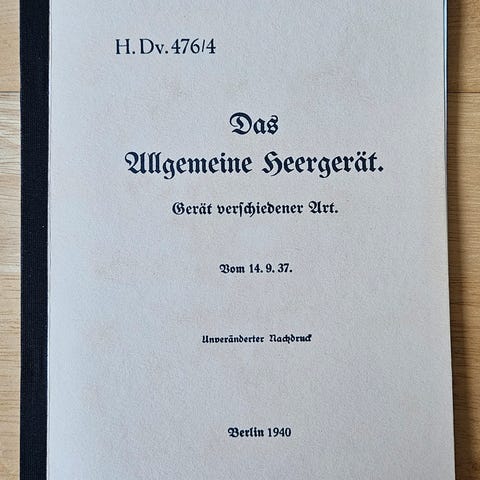 H. Dv. 476/4
Das
Allgemeine Heergerät.
Gerät verschiedener Art.
Vom 14. 9. 37.
Unveränderter Nachdruck
Berlin 1940